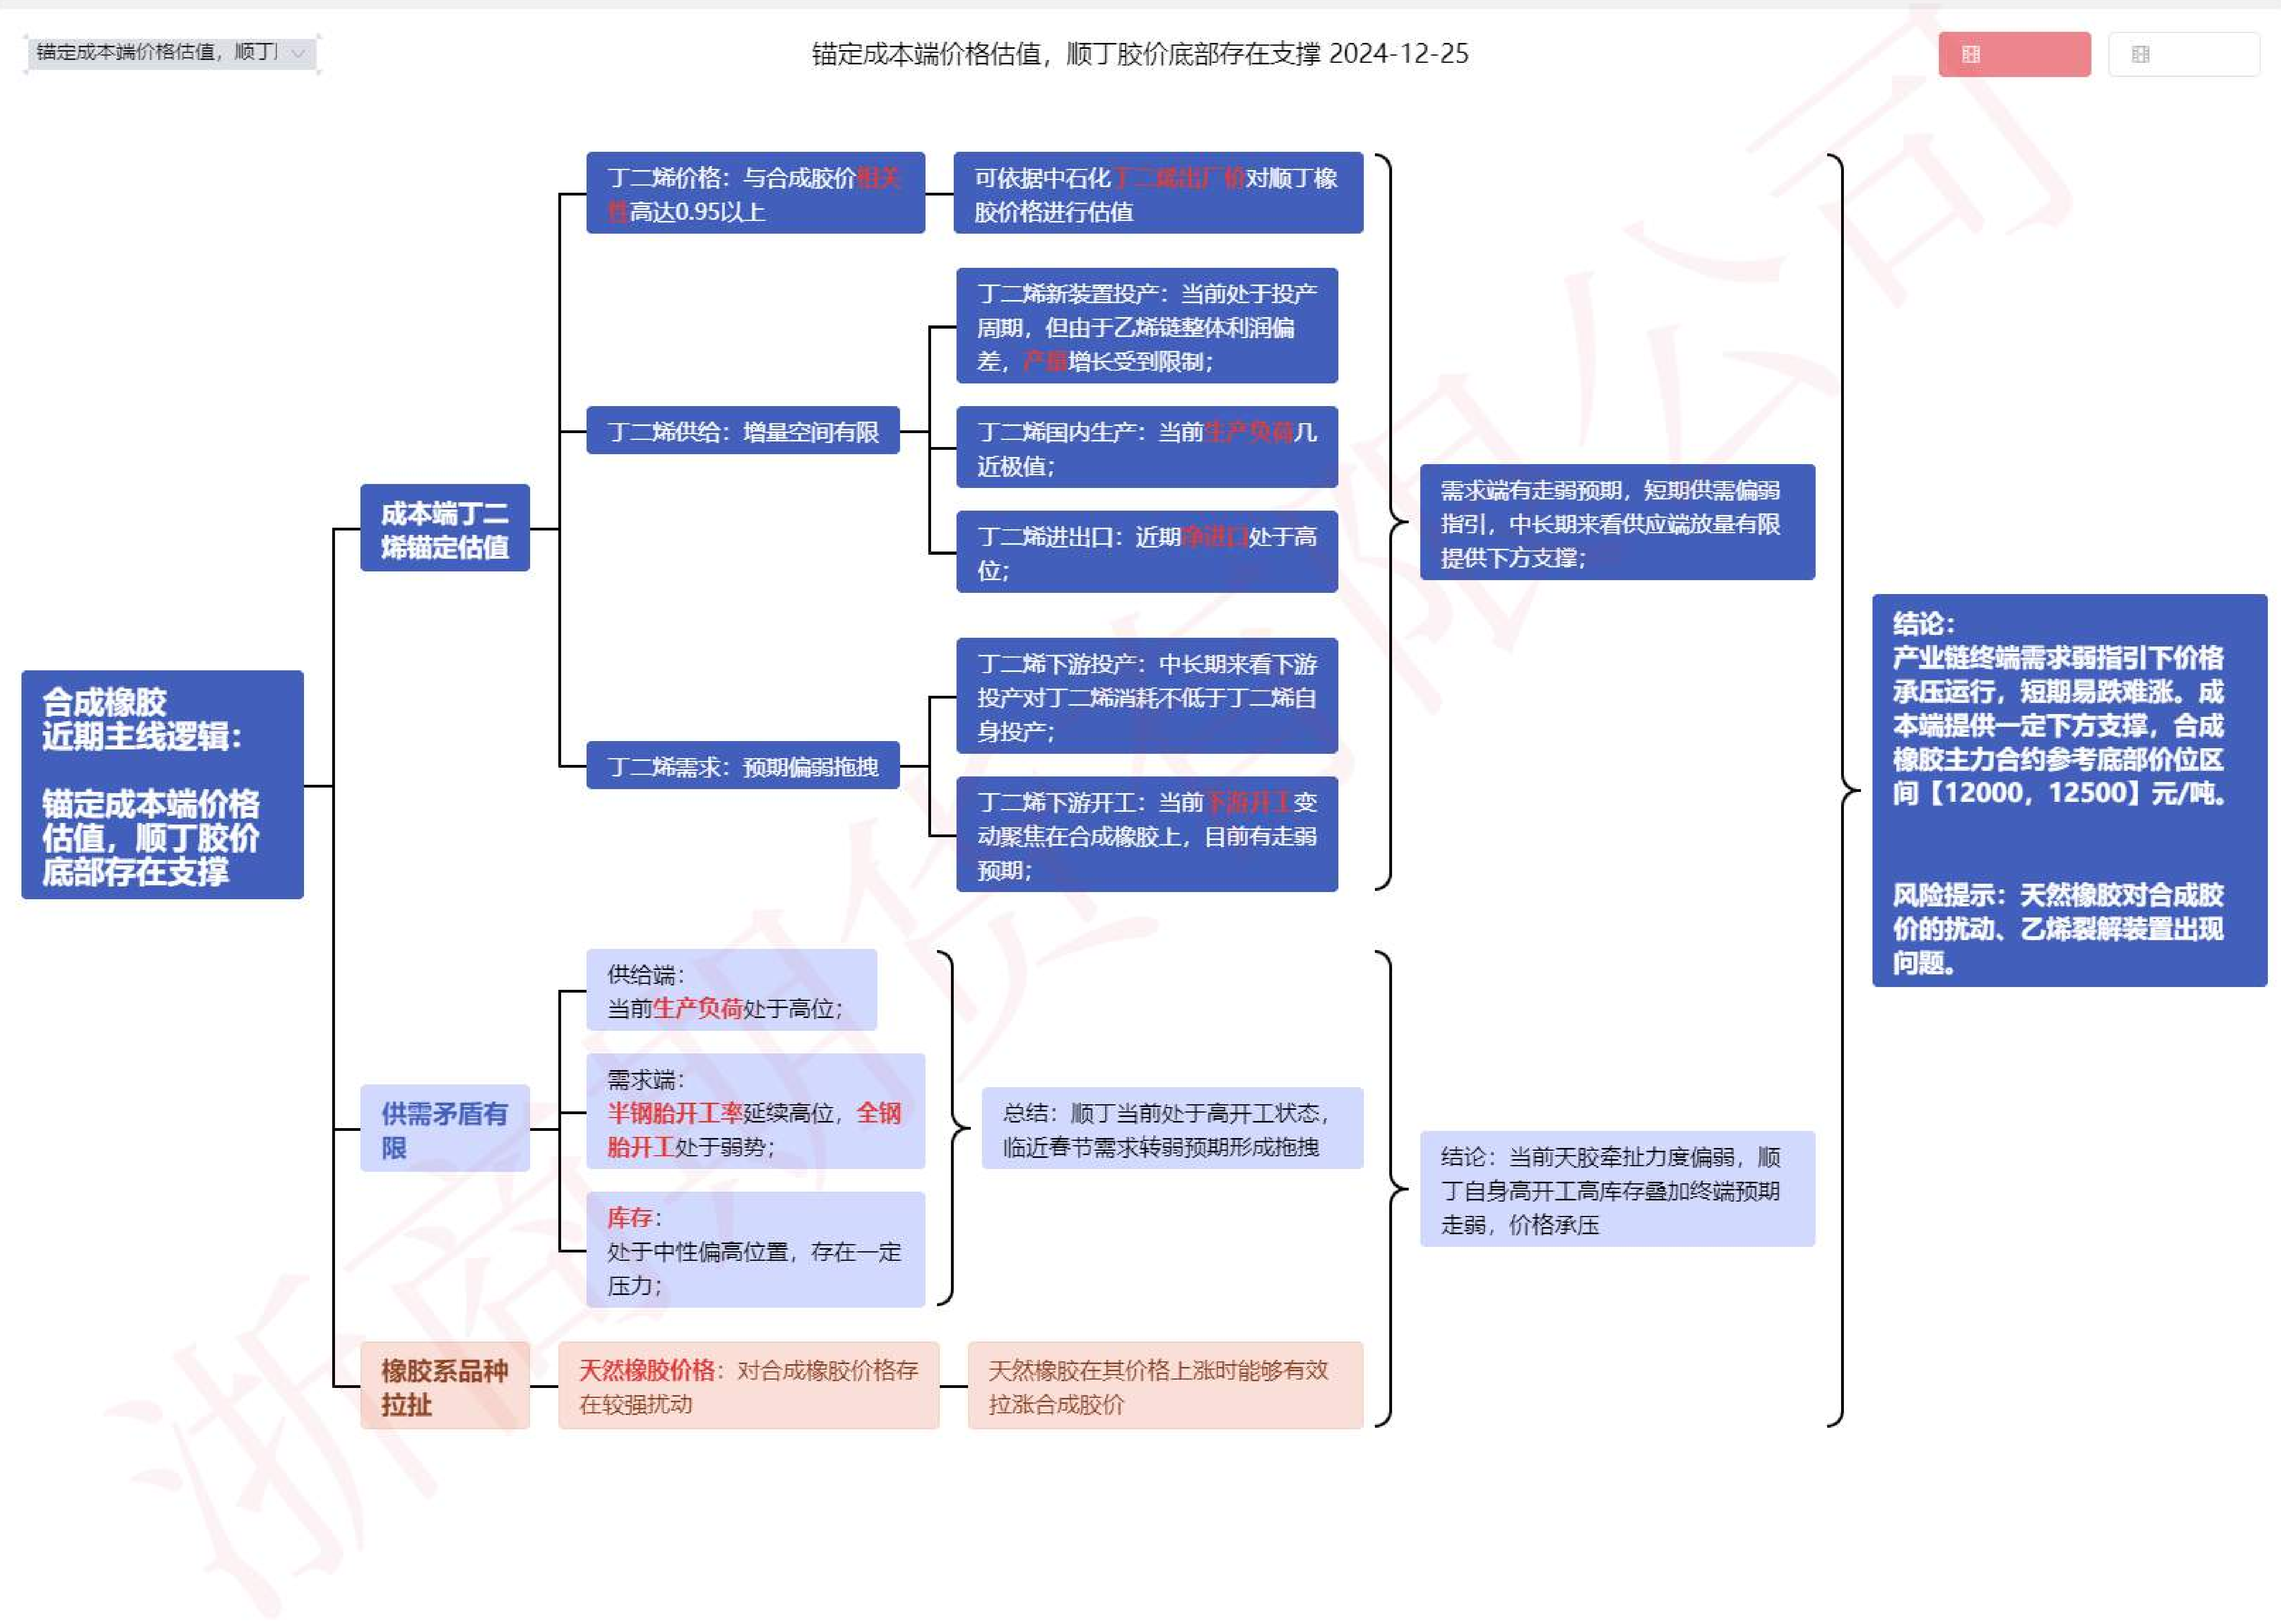 锚定成本端价格估值，顺丁
锚定成本端价格估值，顺丁胶价底部存在支撑 2024-12-25
合成橡胶
近期主线逻辑：
锚定成本端价格
估值，顺丁胶价
底部存在支撑
成本端丁二
烯锚定估值
丁二烯价格：与合成胶价相关
性高达0.95以上
可依据中石化丁二烯出厂价对顺丁橡
胶价格进行估值
丁二烯供给：增量空间有限
丁二烯新装置投产：当前处于投产
周期，但由于乙烯链整体利润偏
差，产量增长受到限制；
丁二烯国内生产：当前生产负荷几
近极值；
丁二烯进出口：近期净进口处于高
位；
丁二烯需求：预期偏弱拖拽
丁二烯下游投产：中长期来看下游
投产对丁二烯消耗不低于丁二烯自
身投产；
丁二烯下游开工：当前下游开工变
动聚焦在合成橡胶上，目前有走弱
预期；
需求端有走弱预期，短期供需偏弱
指引，中长期来看供应端放量有限
提供下方支撑；
供需矛盾有
限
供给端：
当前生产负荷处于高位；
需求端：
半钢胎开工率延续高位，全钢
胎开工处于弱势；
库存：
处于中性偏高位置，存在一定
压力；
总结：顺丁当前处于高开工状态，
临近春节需求转弱预期形成拖拽
橡胶系品种
拉扯
天然橡胶价格：对合成橡胶价格存
在较强扰动
天然橡胶在其价格上涨时能够有效
拉涨合成胶价
结论：当前天胶牵扯力度偏弱，顺
丁自身高开工高库存叠加终端预期
走弱，价格承压
结论：
产业链终端需求弱指引下价格
承压运行，短期易跌难涨。成
本端提供一定下方支撑，合成
橡胶主力合约参考底部价位区
间【12000，12500】元/吨。
风险提示：天然橡胶对合成胶
价的扰动、乙烯裂解装置出现
问题。
浙商期货有限公司